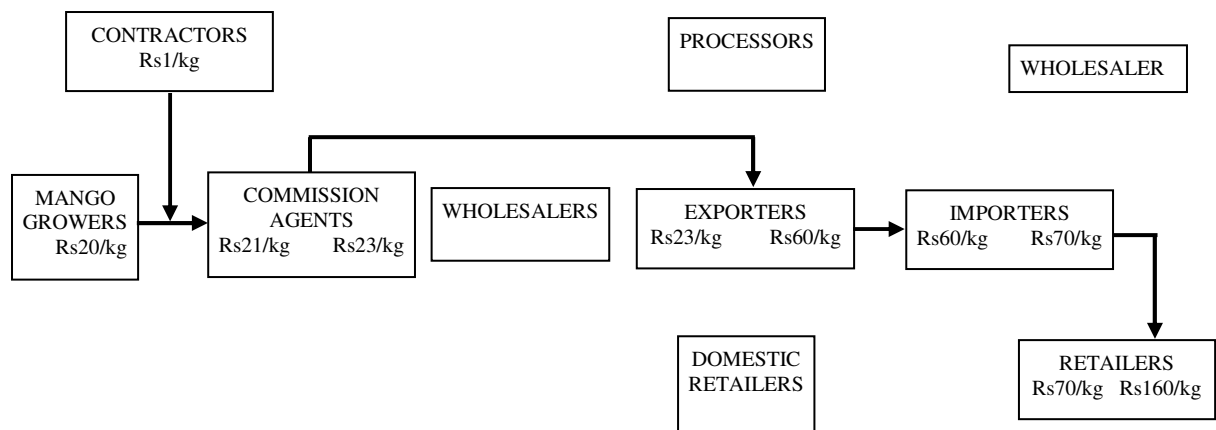 CONTRACTORS
Rs1/kg
PROCESSORS
WHOLESALER
MANGO
GROWERS
Rs20/kg
COMMISSION
AGENTS
Rs21/kg Rs23/kg
WHOLESALERS
EXPORTERS
Rs23/kg Rs60/kg
IMPORTERS
Rs60/kg Rs70/kg
DOMESTIC
RETAILERS
RETAILERS
Rs70/kg Rs160/kg